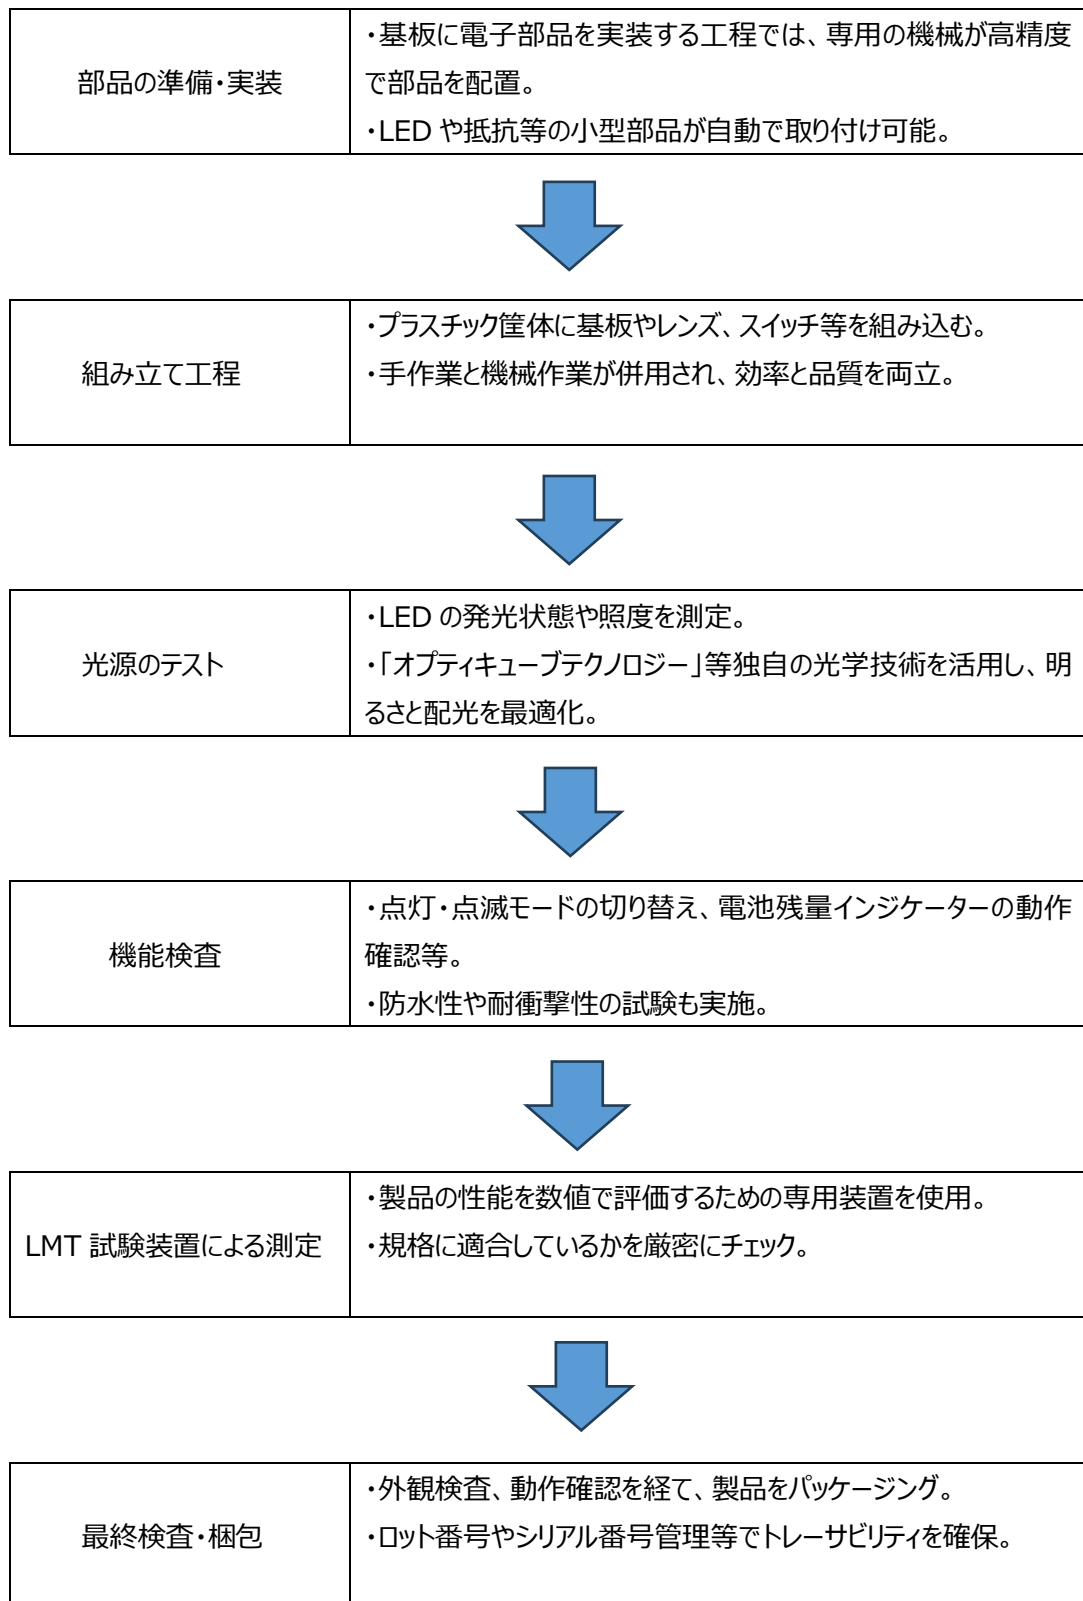 部品の準備・実装
・基板に電子部品を実装する工程では、専用の機械が高精度
で部品を配置。
・LED や抵抗等の小型部品が自動で取り付け可能。
組み立て工程
・プラスチック筐体に基板やレンズ、スイッチ等を組み込む。
・手作業と機械作業が併用され、効率と品質を両立。
光源のテスト
・LED の発光状態や照度を測定。
・「オプティキューブテクノロジー」等独自の光学技術を活用し、明
るさと配光を最適化。
機能検査
・点灯・点滅モードの切り替え、電池残量インジケーターの動作
確認等。
・防水性や耐衝撃性の試験も実施。
LMT 試験装置による測定
・製品の性能を数値で評価するための専用装置を使用。
・規格に適合しているかを厳密にチェック。
最終検査・梱包
・外観検査、動作確認を経て、製品をパッケージング。
・ロット番号やシリアル番号管理等でトレーサビリティを確保。